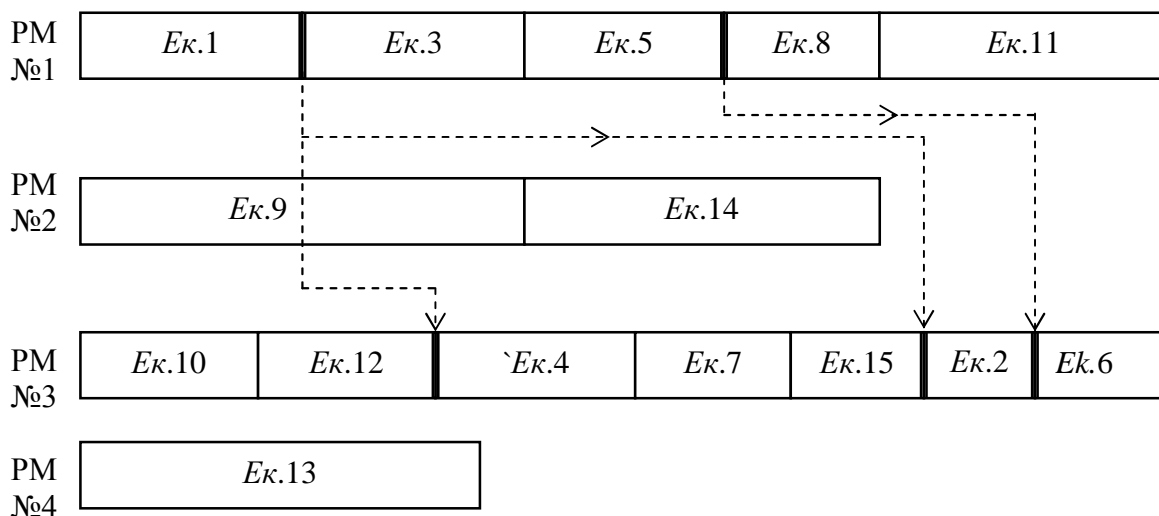 РМ
№1
Ек.1
Ек.3
Ек.5
Ек.8
Ек.11
РМ
№2
Ек.9
Ек.14
РМ
№3
Ек.10
Ек.12
`Ек.4
Ек.7
Ек.15
Ек.2
Ek.6
РМ
№4
Ек.13